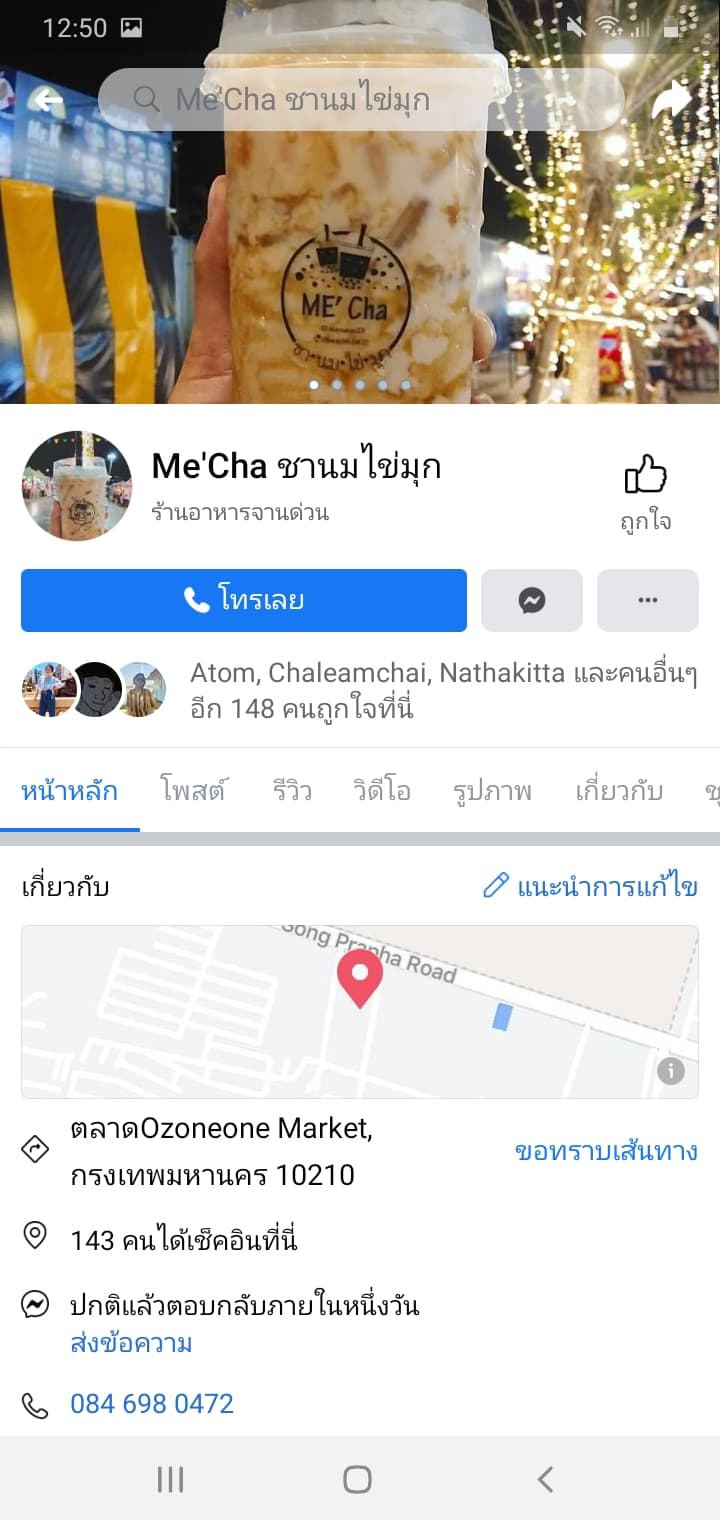 12:50
Me'Cha ชานมไข่มุก
ME' Cha
ชา•นม•ไข่•มุก
Me'Cha ชานมไข่มุก
ร้านอาหารจานด่วน
ถูกใจ
โทรเลย
Atom, Chaleamchai, Nathakitta และคนอื่นๆ
อีก 148 คนถูกใจที่นี่
หน้าหลัก โพสต์ รีวิว วิดีโอ รูปภาพ เกี่ยวกับ
เกี่ยวกับ แนะนำการแก้ไข
Song Prapha Road
ตลาดOzoneone Market,
กรุงเทพมหานคร 10210
ขอทราบเส้นทาง
143 คนได้เช็คอินที่นี่
ปกติแล้วตอบกลับภายในหนึ่งวัน
ส่งข้อความ
084 698 0472